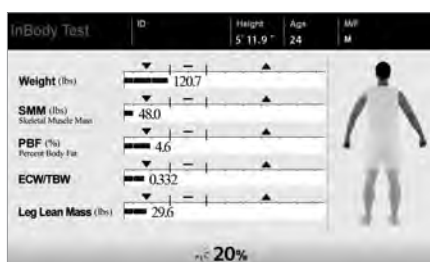 InBody Test
ID
Height
5' 11.9"
Age
24
M/F
M
Weight (lbs)
120.7
SMM (lbs)
48.0
Skeletal Muscle Mass
PBF (%)
4.6
Percent Body Fat
ECW/TBW
0.332
Leg Lean Mass (lbs)
29.6
20%